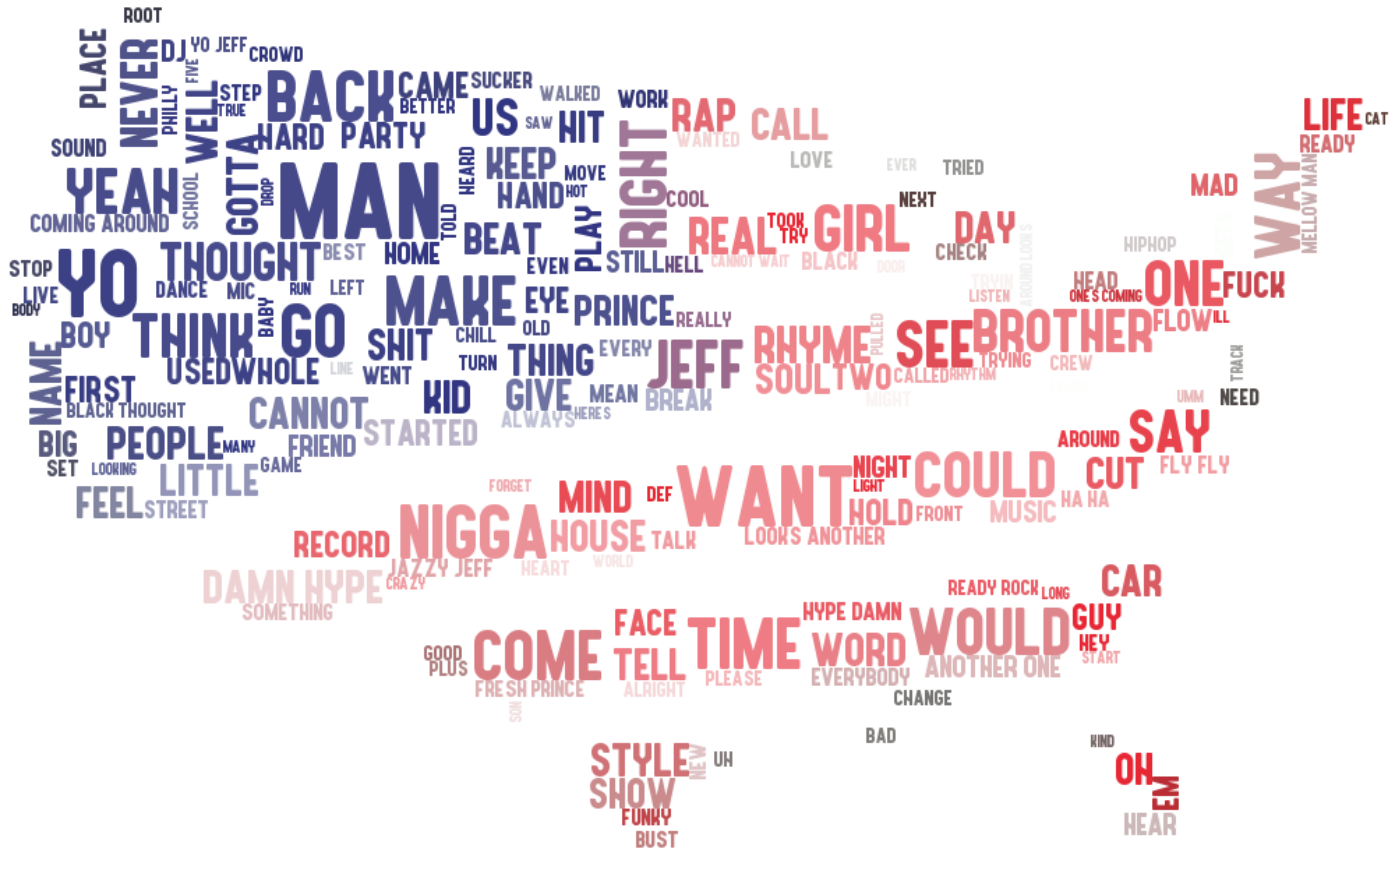 ROOT
PLACE
NEVER
DJ
YO JEFF
CROWD
FIVE
PHILLY
WELL
STEP
TRUE
BACK
CAME
BETTER
SUCKER
WALKED
US
SAW
HIT
WORK
RAP
WANTED
CALL
LIFE
CAT
READY
SOUND
HARD
PARTY
GOTTA
DROP
MAN
HEARD
KEEP
MOVE
HAND
HOT
RIGHT
COOL
LOVE
EVER
TRIED
NEXT
MAD
WAY
MELLOW MAN
YEAH
SCHOOL
COMING AROUND
TOLD
BEAT
PLAY
REAL
TOOK
TRY
GIRL
DAY
CHECK
AROUND LOOKS
HIPHOP
STOP
YO
THOUGHT
BEST
HOME
EVEN
STILL
HELL
CANNOT WAIT
BLACK
DOOR
TRYIN
LISTEN
HEAD
ONE'S COMING
ONE
FUCK
LIVE
BODY
DANCE
MIC
RUN
LEFT
MAKE
EYE
PRINCE
REALLY
BOY
THINK
BABY
GO
SHIT
CHILL
OLD
RHYME
PULLED
SEE
BROTHER
FLOW
ILL
NAME
USED
WHOLE
LINE
WENT
TURN
THING
EVERY
JEFF
SOUL
TWO
CALLED
RHYTHM
TRYING
CREW
TRACK
FIRST
BLACK THOUGHT
CANNOT
KID
GIVE
MEAN
BREAK
MIGHT
UMM
NEED
ALWAYS
HERES
BIG
PEOPLE
MANY
FRIEND
STARTED
AROUND
SAY
SET
LOOKING
LITTLE
GAME
NIGHT
LIGHT
COULD
CUT
FLY FLY
FEEL
STREET
FORGET
MIND
DEF
WANT
HOLD
FRONT
MUSIC
HA HA
RECORD
NIGGA
HOUSE
TALK
LOOKS ANOTHER
JAZZY JEFF
HEART
WORLD
DAMN HYPE
CRAZY
SOMETHING
READY ROCK
LONG
CAR
FACE
TIME
HYPE DAMN
WOULD
GUY
HEY
START
GOOD
PLUS
COME
TELL
WORD
ANOTHER ONE
FRESH PRINCE
ALRIGHT
PLEASE
EVERYBODY
SON
CHANGE
BAD
KIND
STYLE
NEW
UH
OH
EM
SHOW
FUNKY
HEAR
BUST